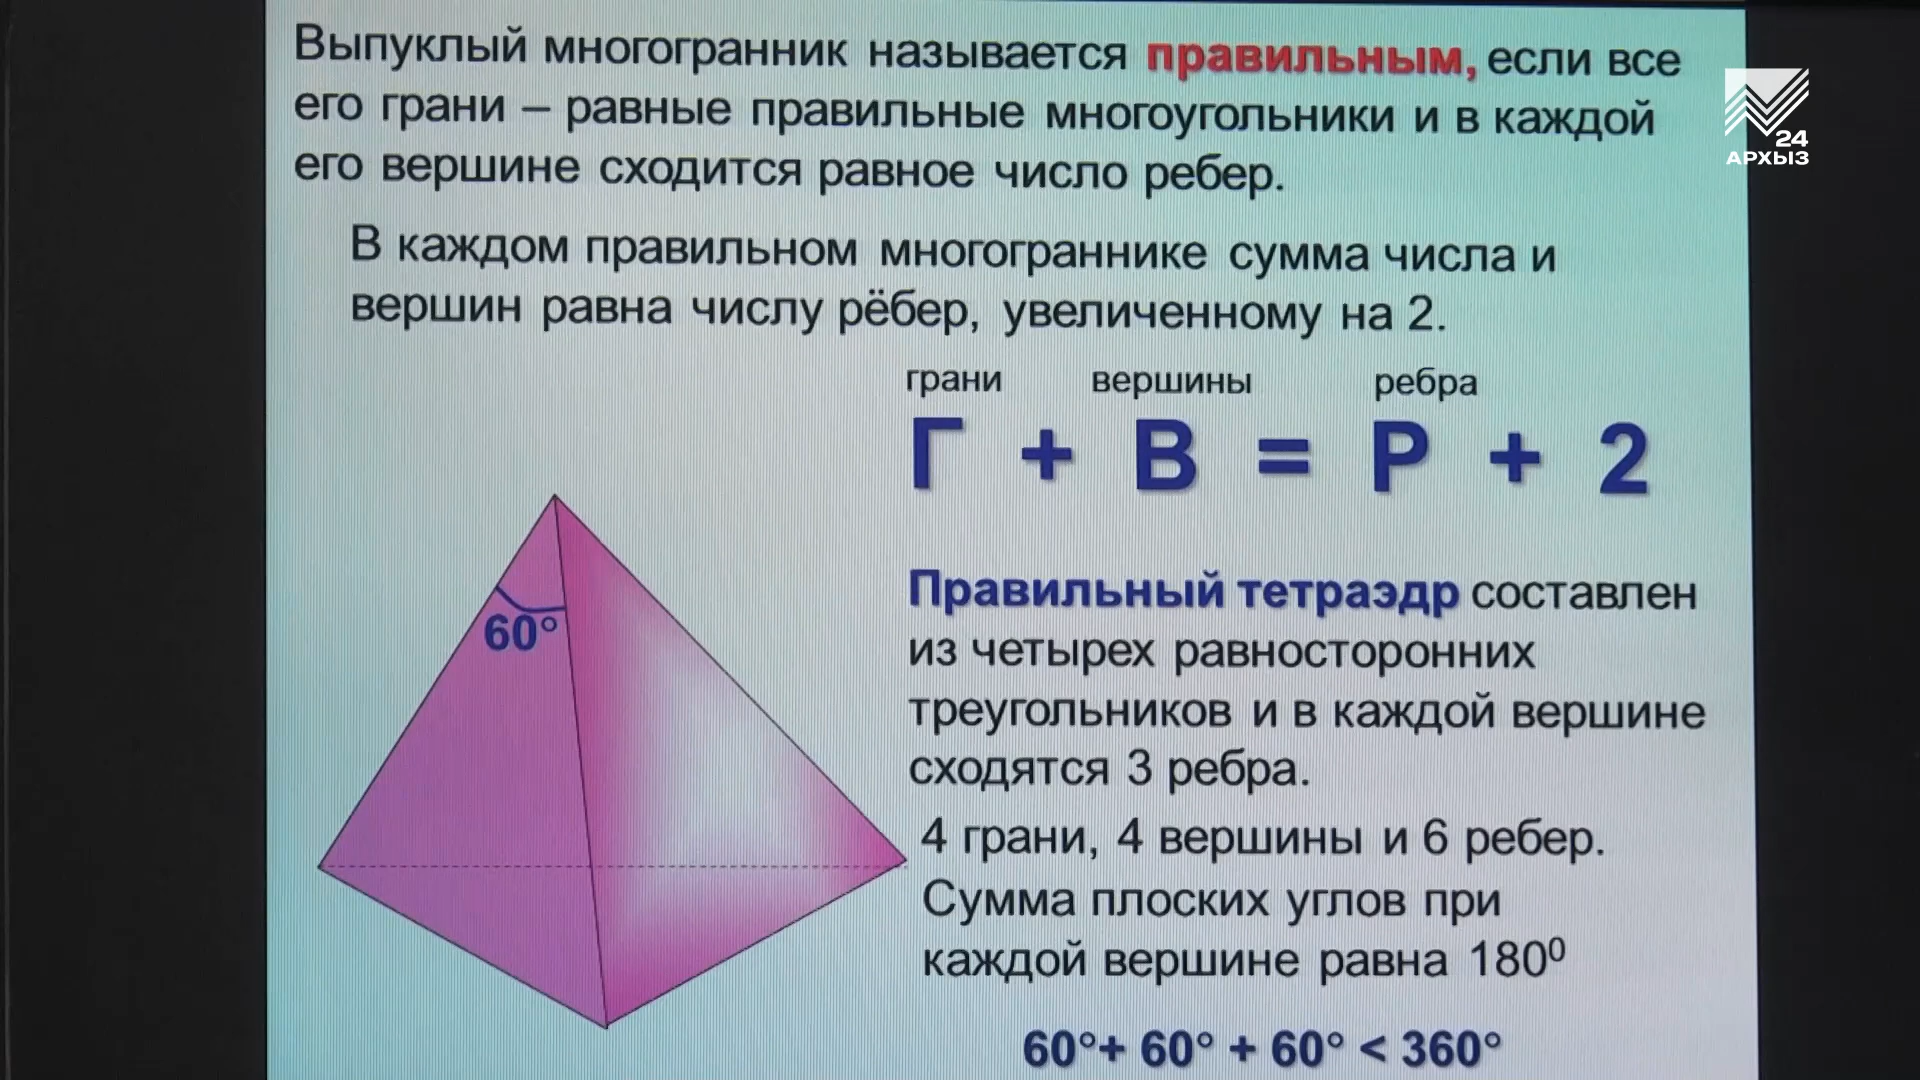 Выпуклый многогранник называется правильным, если все
его грани – равные правильные многоугольники и в каждой
его вершине сходится равное число ребер.
24
АРХЫЗ
В каждом правильном многограннике сумма числа и
вершин равна числу рёбер, увеличенному на 2.
грани вершины ребра
Г + В = Р + 2
60°
Правильный тетраэдр составлен
из четырех равносторонних
треугольников и в каждой вершине
сходятся 3 ребра.
4 грани, 4 вершины и 6 ребер.
Сумма плоских углов при
каждой вершине равна 180⁰
60°+ 60° + 60° < 360°